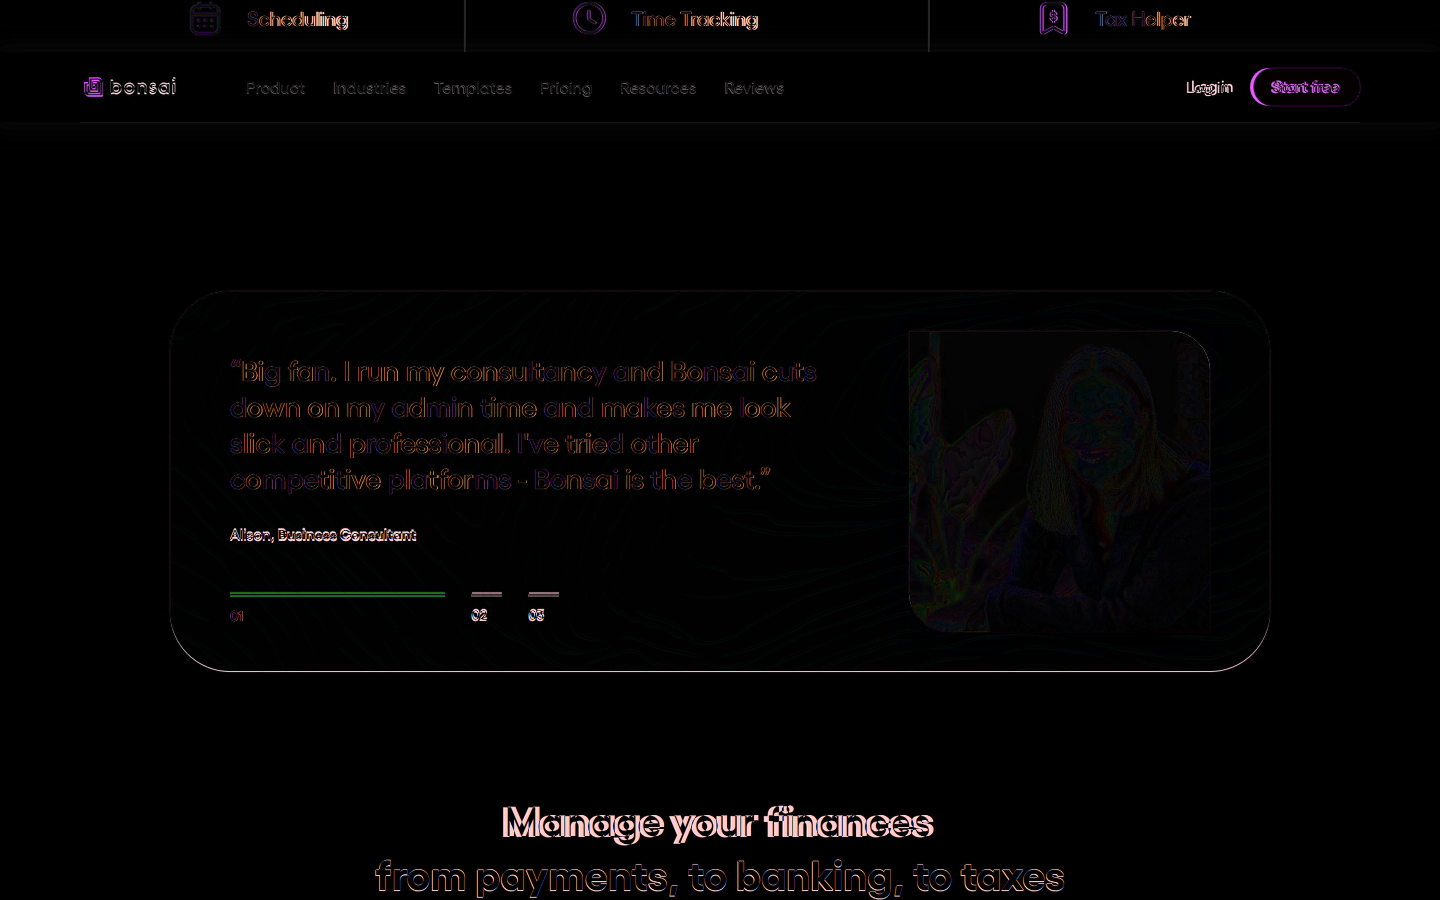 Scheduling
Time Tracking
Tax Helper
bonsai
Product
Industries
Templates
Pricing
Resources
Reviews
Login
Start free
“Big fan. I run my consultancy and Bonsai cuts
down on my admin time and makes me look
slick and professional. I've tried other
competitive platforms - Bonsai is the best.”
Alison, Business Consultant
01
02
03
Manage your finances
from payments, to banking, to taxes